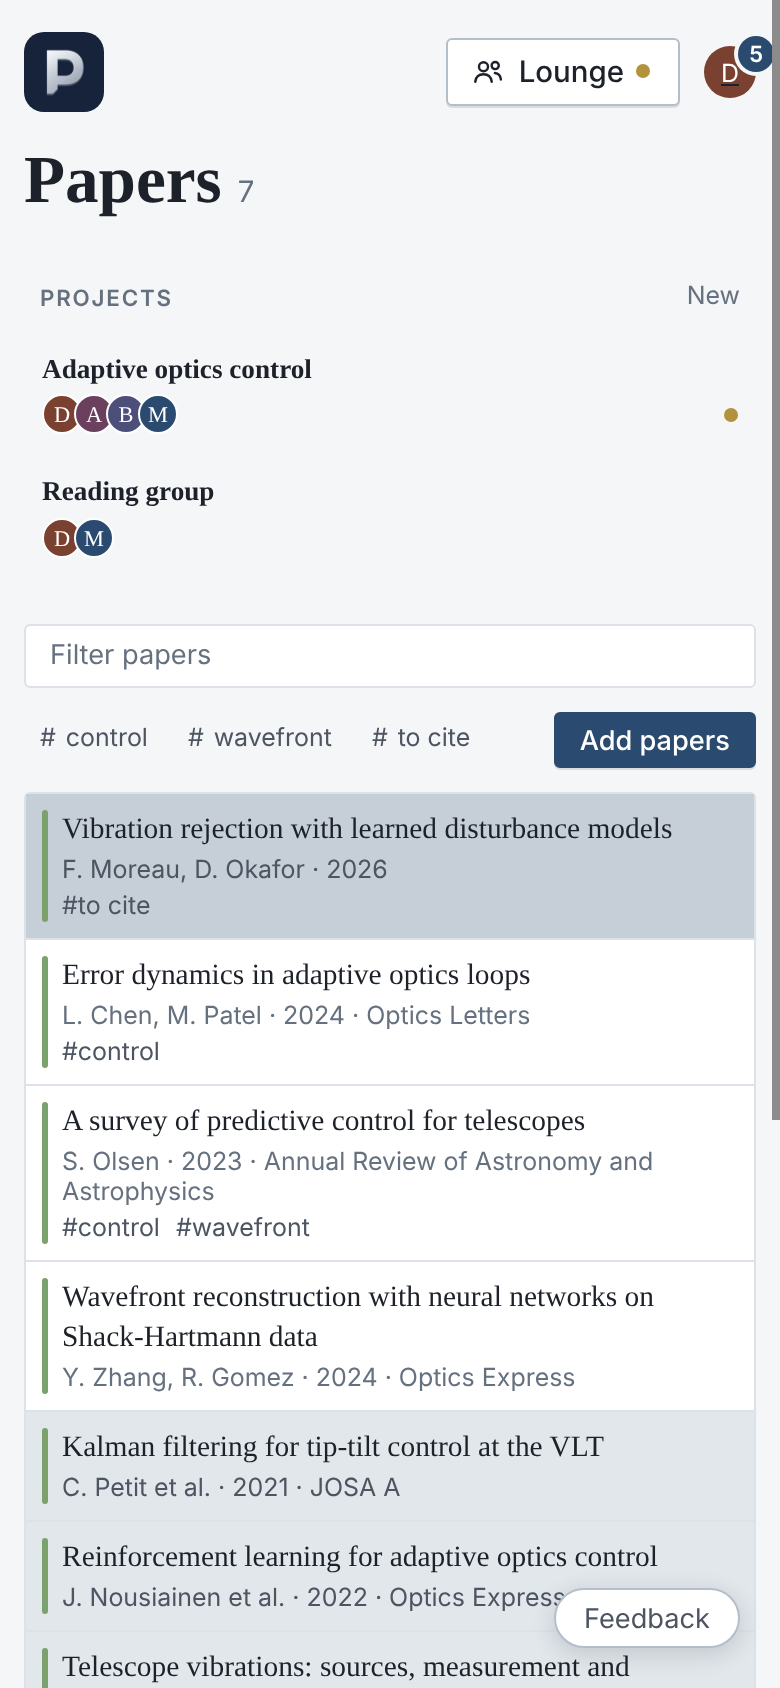 P
Lounge
D
5
Papers 7
PROJECTS
New
Adaptive optics control
D A B M
Reading group
D M
Filter papers
# control # wavefront # to cite
Add papers
Vibration rejection with learned disturbance models
F. Moreau, D. Okafor · 2026
#to cite
Error dynamics in adaptive optics loops
L. Chen, M. Patel · 2024 · Optics Letters
#control
A survey of predictive control for telescopes
S. Olsen · 2023 · Annual Review of Astronomy and
Astrophysics
#control #wavefront
Wavefront reconstruction with neural networks on
Shack-Hartmann data
Y. Zhang, R. Gomez · 2024 · Optics Express
Kalman filtering for tip-tilt control at the VLT
C. Petit et al. · 2021 · JOSA A
Reinforcement learning for adaptive optics control
J. Nousiainen et al. · 2022 · Optics Express
Feedback
Telescope vibrations: sources, measurement and